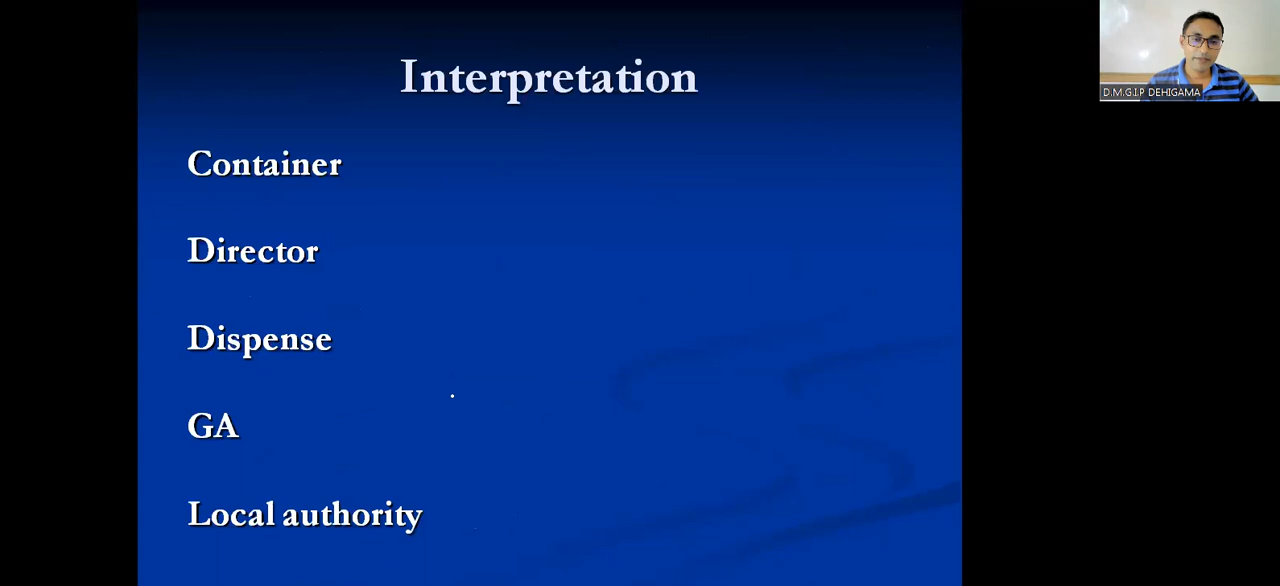 Interpretation
Container
Director
Dispense
GA
Local authority
D.M.G.I.P DEHIGAMA